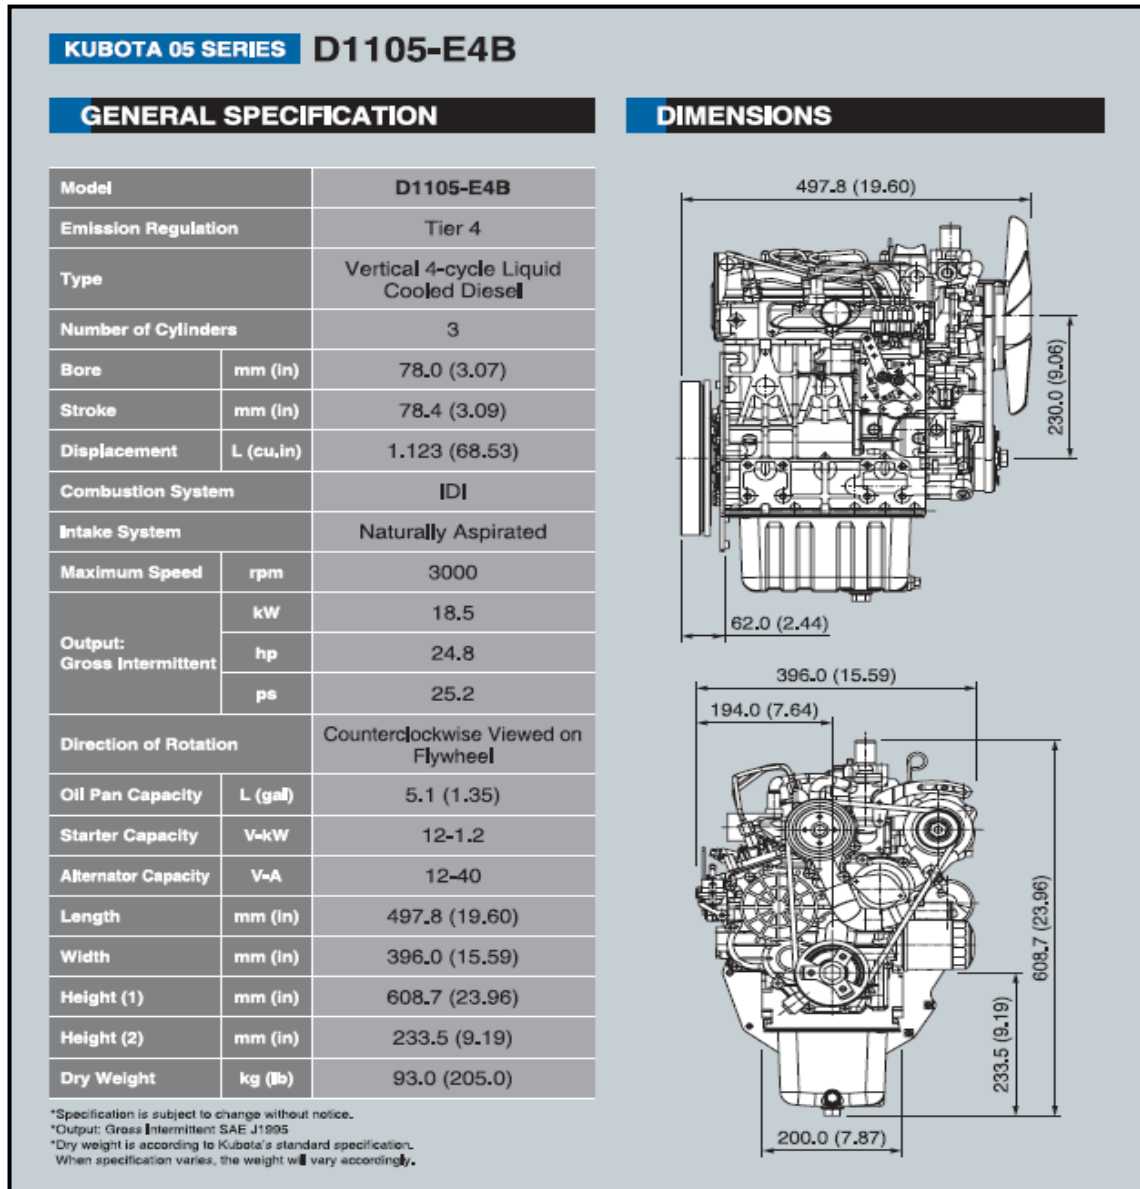 KUBOTA 05 SERIES D1105-E4B
GENERAL SPECIFICATION
Model D1105-E4B
Emission Regulation Tier 4
Type Vertical 4-cycle Liquid
Cooled Diesel
Number of Cylinders 3
Bore mm (in) 78.0 (3.07)
Stroke mm (in) 78.4 (3.09)
Displacement L (cu.in) 1.123 (68.53)
Combustion System IDI
Intake System Naturally Aspirated
Maximum Speed rpm 3000
Output:
Gross Intermittent
kW 18.5
hp 24.8
ps 25.2
Direction of Rotation Counterclockwise Viewed on
Flywheel
Oil Pan Capacity L (gal) 5.1 (1.35)
Starter Capacity V-kW 12-1.2
Alternator Capacity V-A 12-40
Length mm (in) 497.8 (19.60)
Width mm (in) 396.0 (15.59)
Height (1) mm (in) 608.7 (23.96)
Height (2) mm (in) 233.5 (9.19)
Dry Weight kg (lb) 93.0 (205.0)
*Specification is subject to change without notice.
*Output: Gross Intermittent SAE J1995
*Dry weight is according to Kubota's standard specification.
When specification varies, the weight will vary accordingly.
DIMENSIONS
497.8 (19.60)
230.0 (9.06)
62.0 (2.44)
396.0 (15.59)
194.0 (7.64)
608.7 (23.96)
233.5 (9.19)
200.0 (7.87)